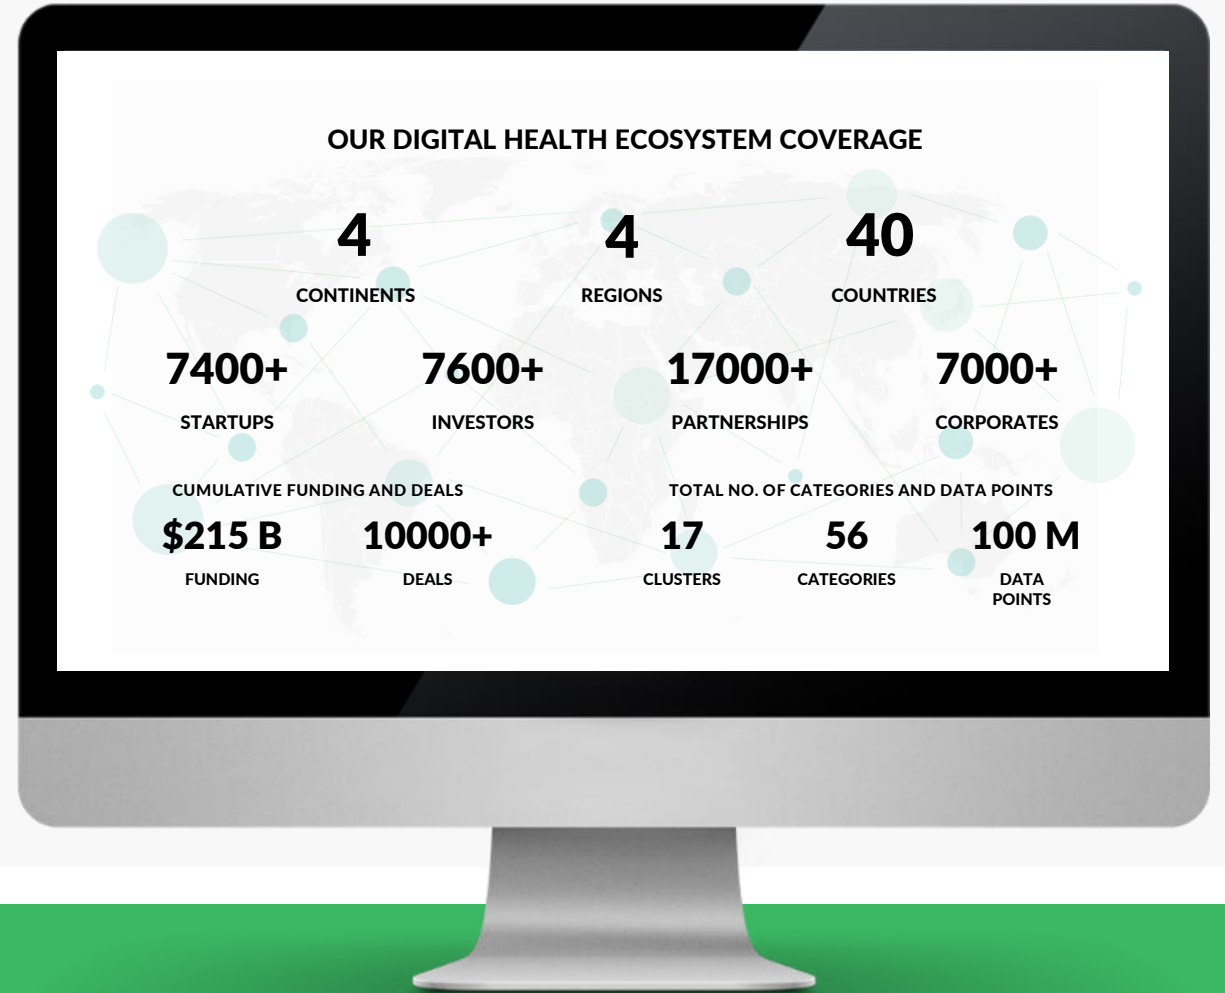 OUR DIGITAL HEALTH ECOSYSTEM COVERAGE
4
4
40
CONTINENTS
REGIONS
COUNTRIES
7400+
7600+
17000+
7000+
STARTUPS
INVESTORS
PARTNERSHIPS
CORPORATES
CUMULATIVE FUNDING AND DEALS
TOTAL NO. OF CATEGORIES AND DATA POINTS
$215 B
10000+
17
56
100 M
FUNDING
DEALS
CLUSTERS
CATEGORIES
DATA
POINTS